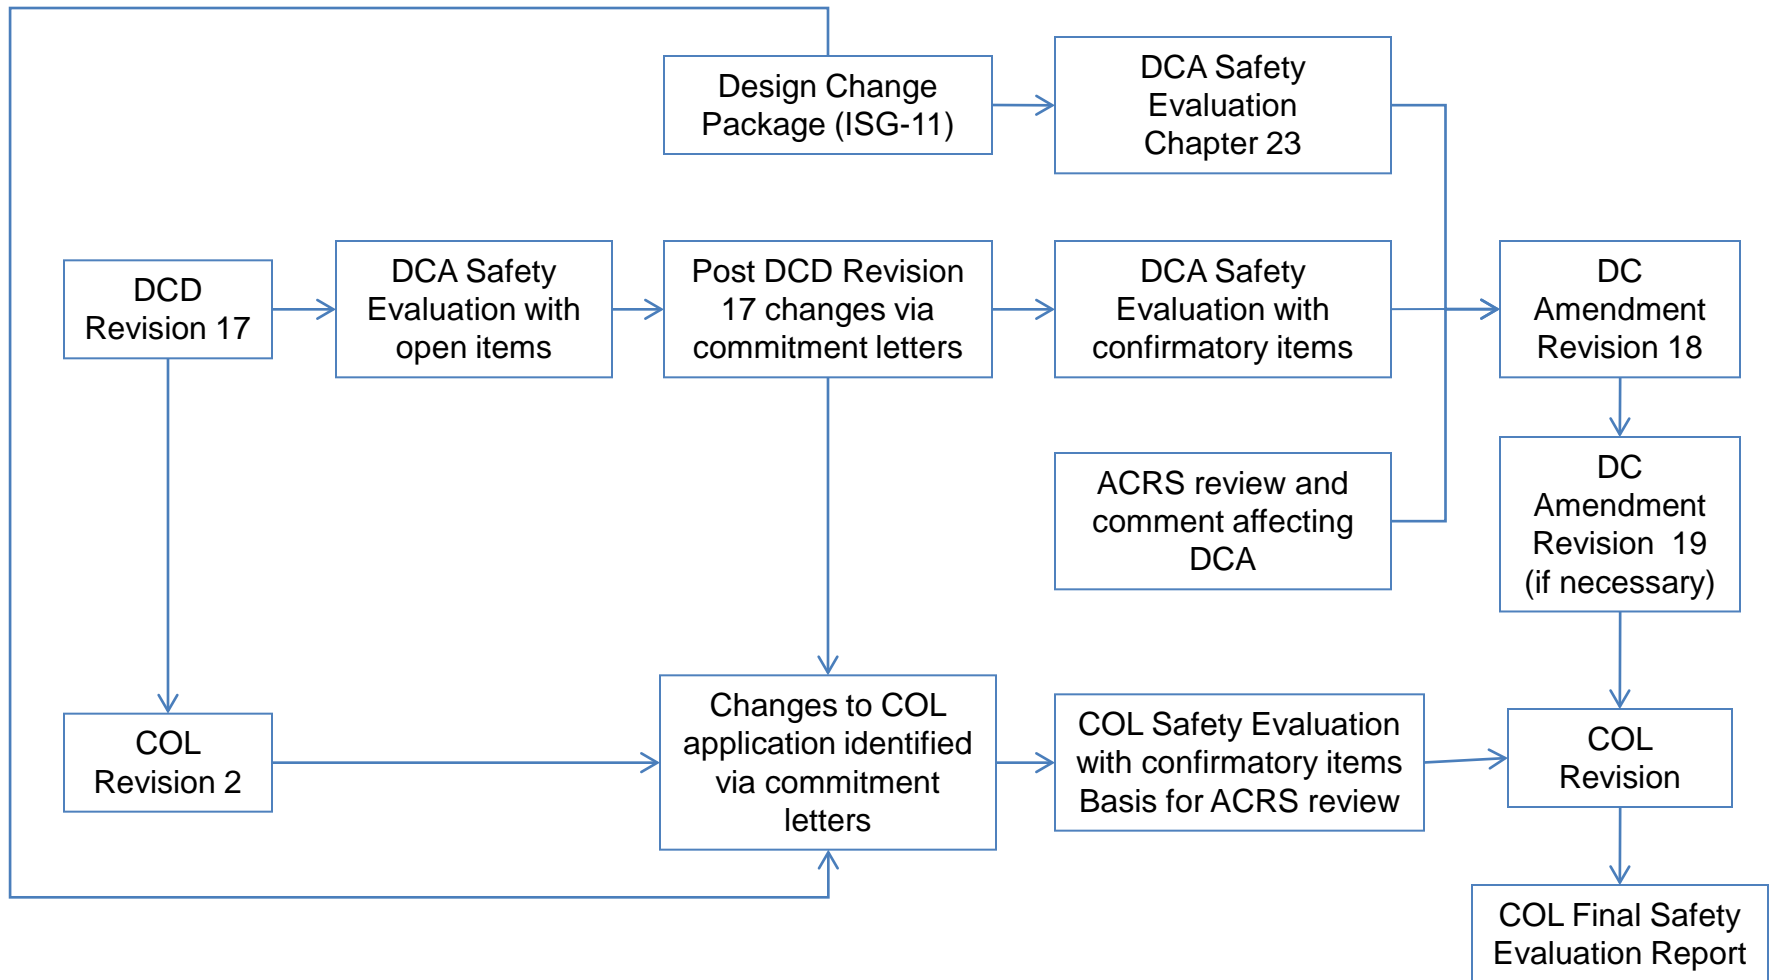 Design Change
Package (ISG-11)
DCA Safety
Evaluation
Chapter 23
DCD
Revision 17
DCA Safety
Evaluation with
open items
Post DCD Revision
17 changes via
commitment letters
DCA Safety
Evaluation with
confirmatory items
DC
Amendment
Revision 18
ACRS review and
comment affecting
DCA
DC
Amendment
Revision  19
(if necessary)
COL
Revision 2
Changes to COL
application identified
via commitment
letters
COL Safety Evaluation
with confirmatory items
Basis for ACRS review
COL
Revision
COL Final Safety
Evaluation Report